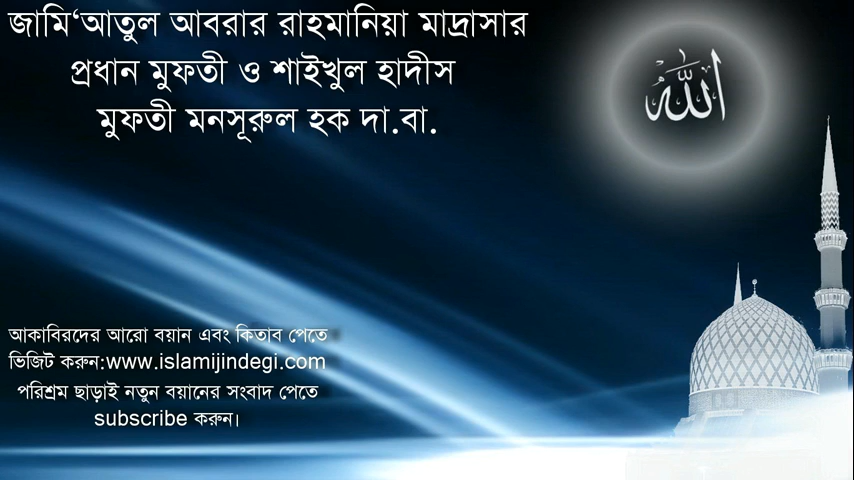 জামি‘আতুল আবরার রাহমানিয়া মাদ্রাসার
প্রধান মুফতী ও শাইখুল হাদীস
মুফতী মনসূরুল হক দা.বা.
الله
আকাবিরদের আরো বয়ান এবং কিতাব পেতে
ভিজিট করুন:www.islamijindegi.com
পরিশ্রম ছাড়াই নতুন বয়ানের সংবাদ পেতে
subscribe করুন।